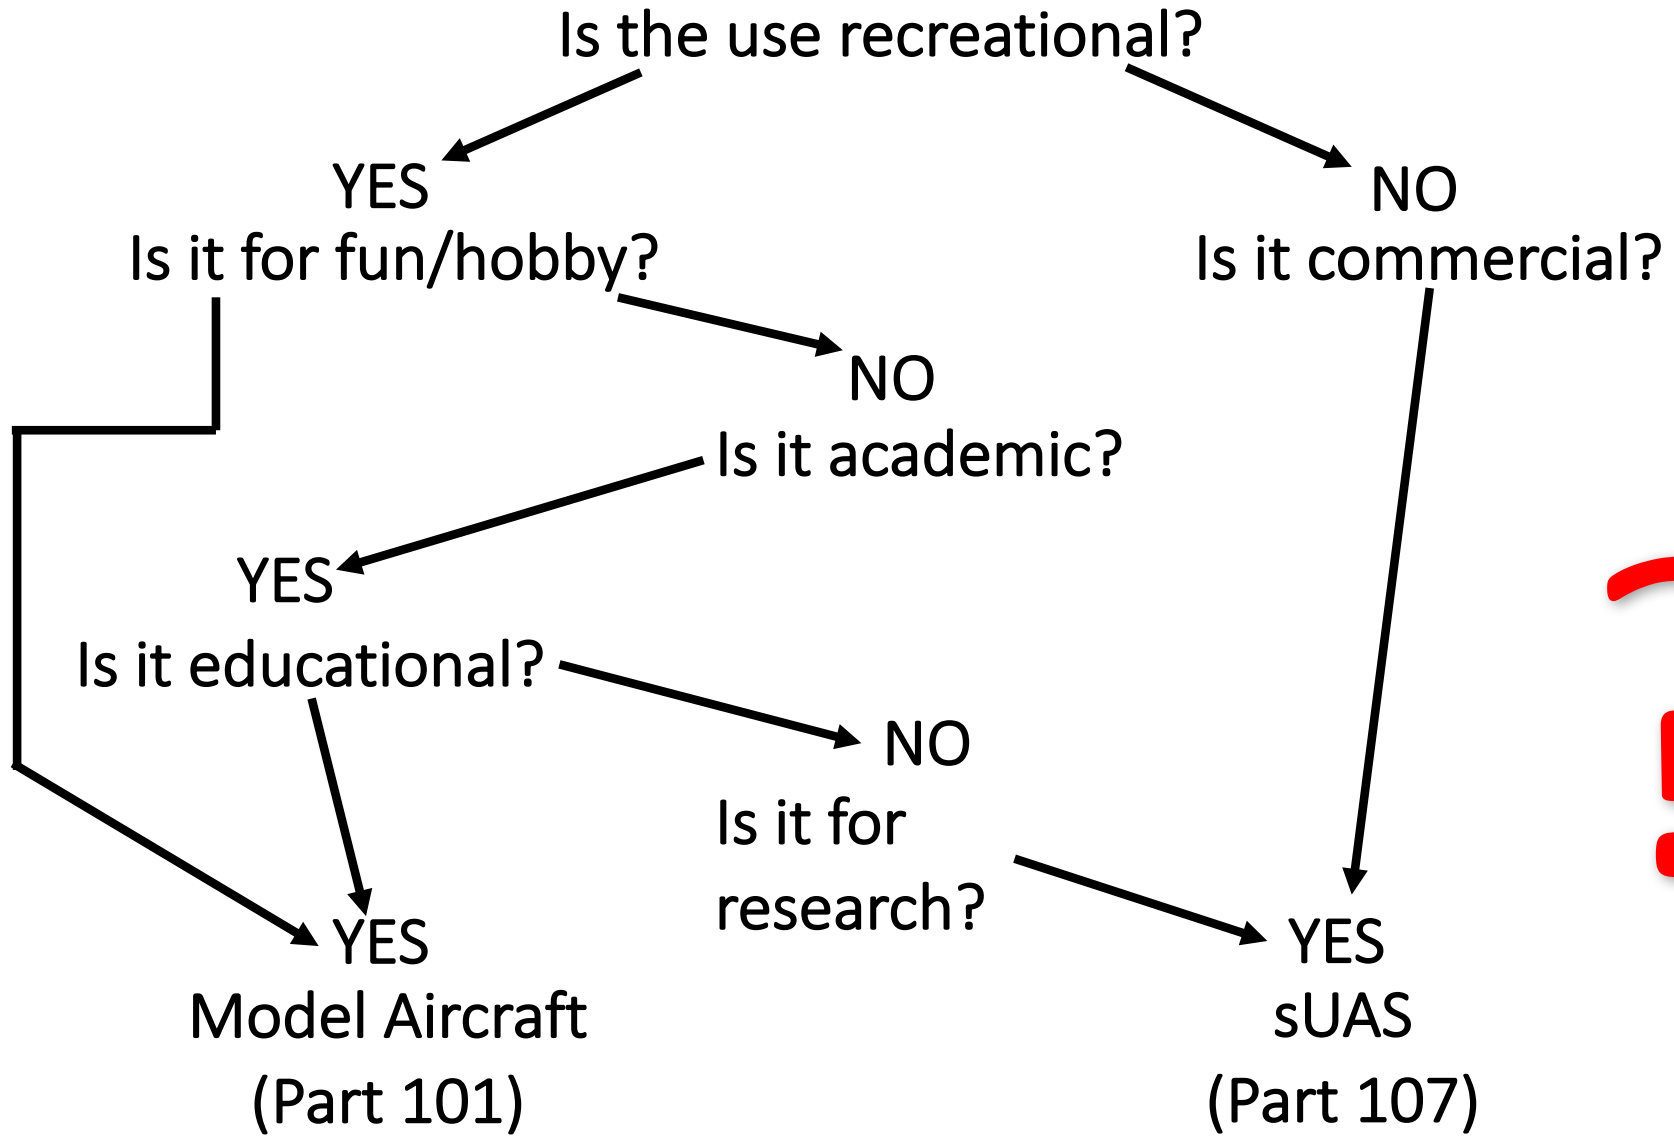 Is the use recreational?
YES
NO
Is it for fun/hobby?
Is it commercial?
NO
Is it academic?
YES
Is it educational?
NO
Is it for
research?
YES
YES
Model Aircraft
sUAS
(Part 101)
(Part 107)